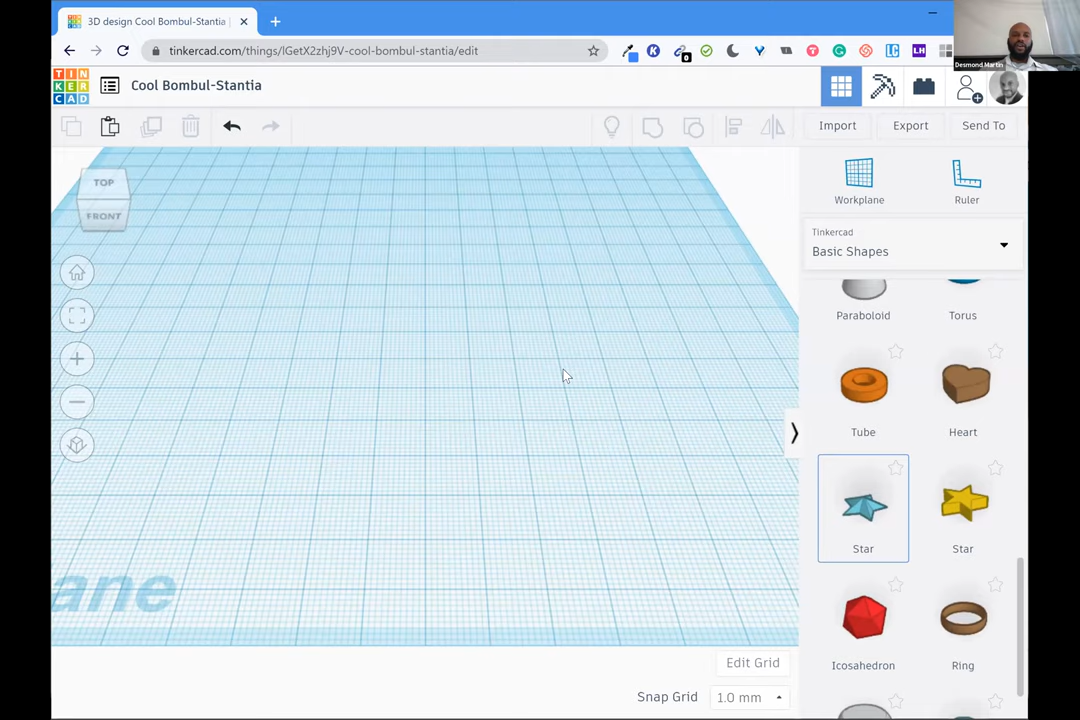 3D design Cool Bombul-Stantia |
tinkercad.com/things/lGetX2zhj9V-cool-bombul-stantia/edit
Desmond.Martin
TIN
KER
CAD
Cool Bombul-Stantia
Import
Export
Send To
TOP
FRONT
Workplane
Ruler
Tinkercad
Basic Shapes
Paraboloid
Torus
Tube
Heart
Star
Star
ane
Icosahedron
Ring
Edit Grid
Snap Grid
1.0 mm